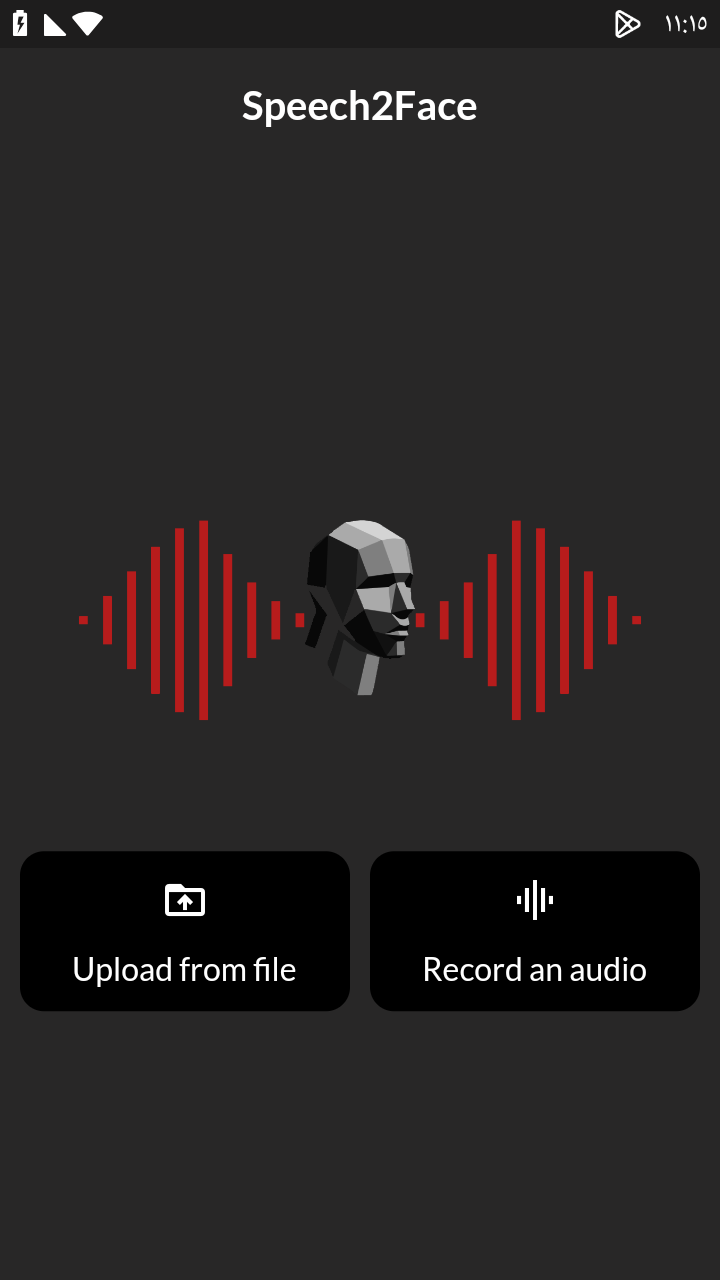 ١١:١٥
Speech2Face
Upload from file
Record an audio